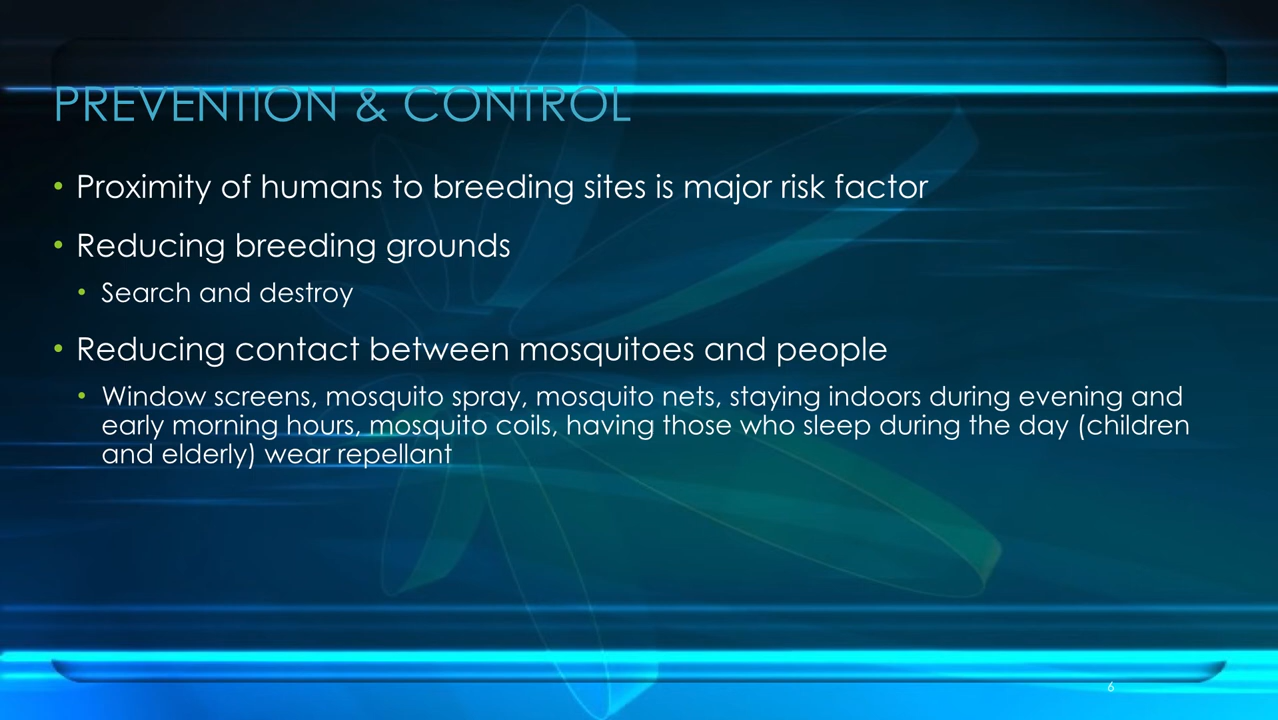 PREVENTION & CONTROL
• Proximity of humans to breeding sites is major risk factor
• Reducing breeding grounds
• Search and destroy
• Reducing contact between mosquitoes and people
• Window screens, mosquito spray, mosquito nets, staying indoors during evening and
early morning hours, mosquito coils, having those who sleep during the day (children
and elderly) wear repellant
6